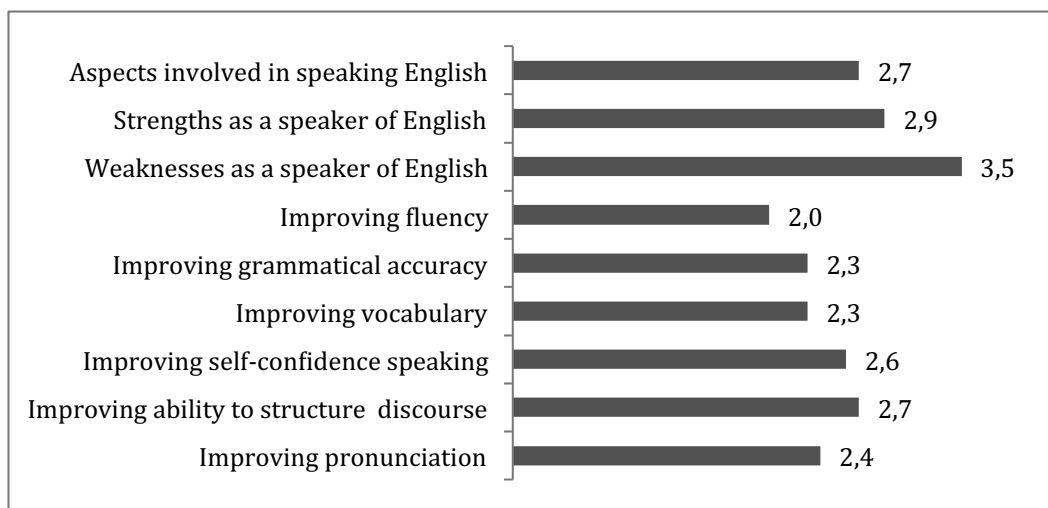 Aspects involved in speaking English 2,7
Strengths as a speaker of English 2,9
Weaknesses as a speaker of English 3,5
Improving fluency 2,0
Improving grammatical accuracy 2,3
Improving vocabulary 2,3
Improving self-confidence speaking 2,6
Improving ability to structure discourse 2,7
Improving pronunciation 2,4